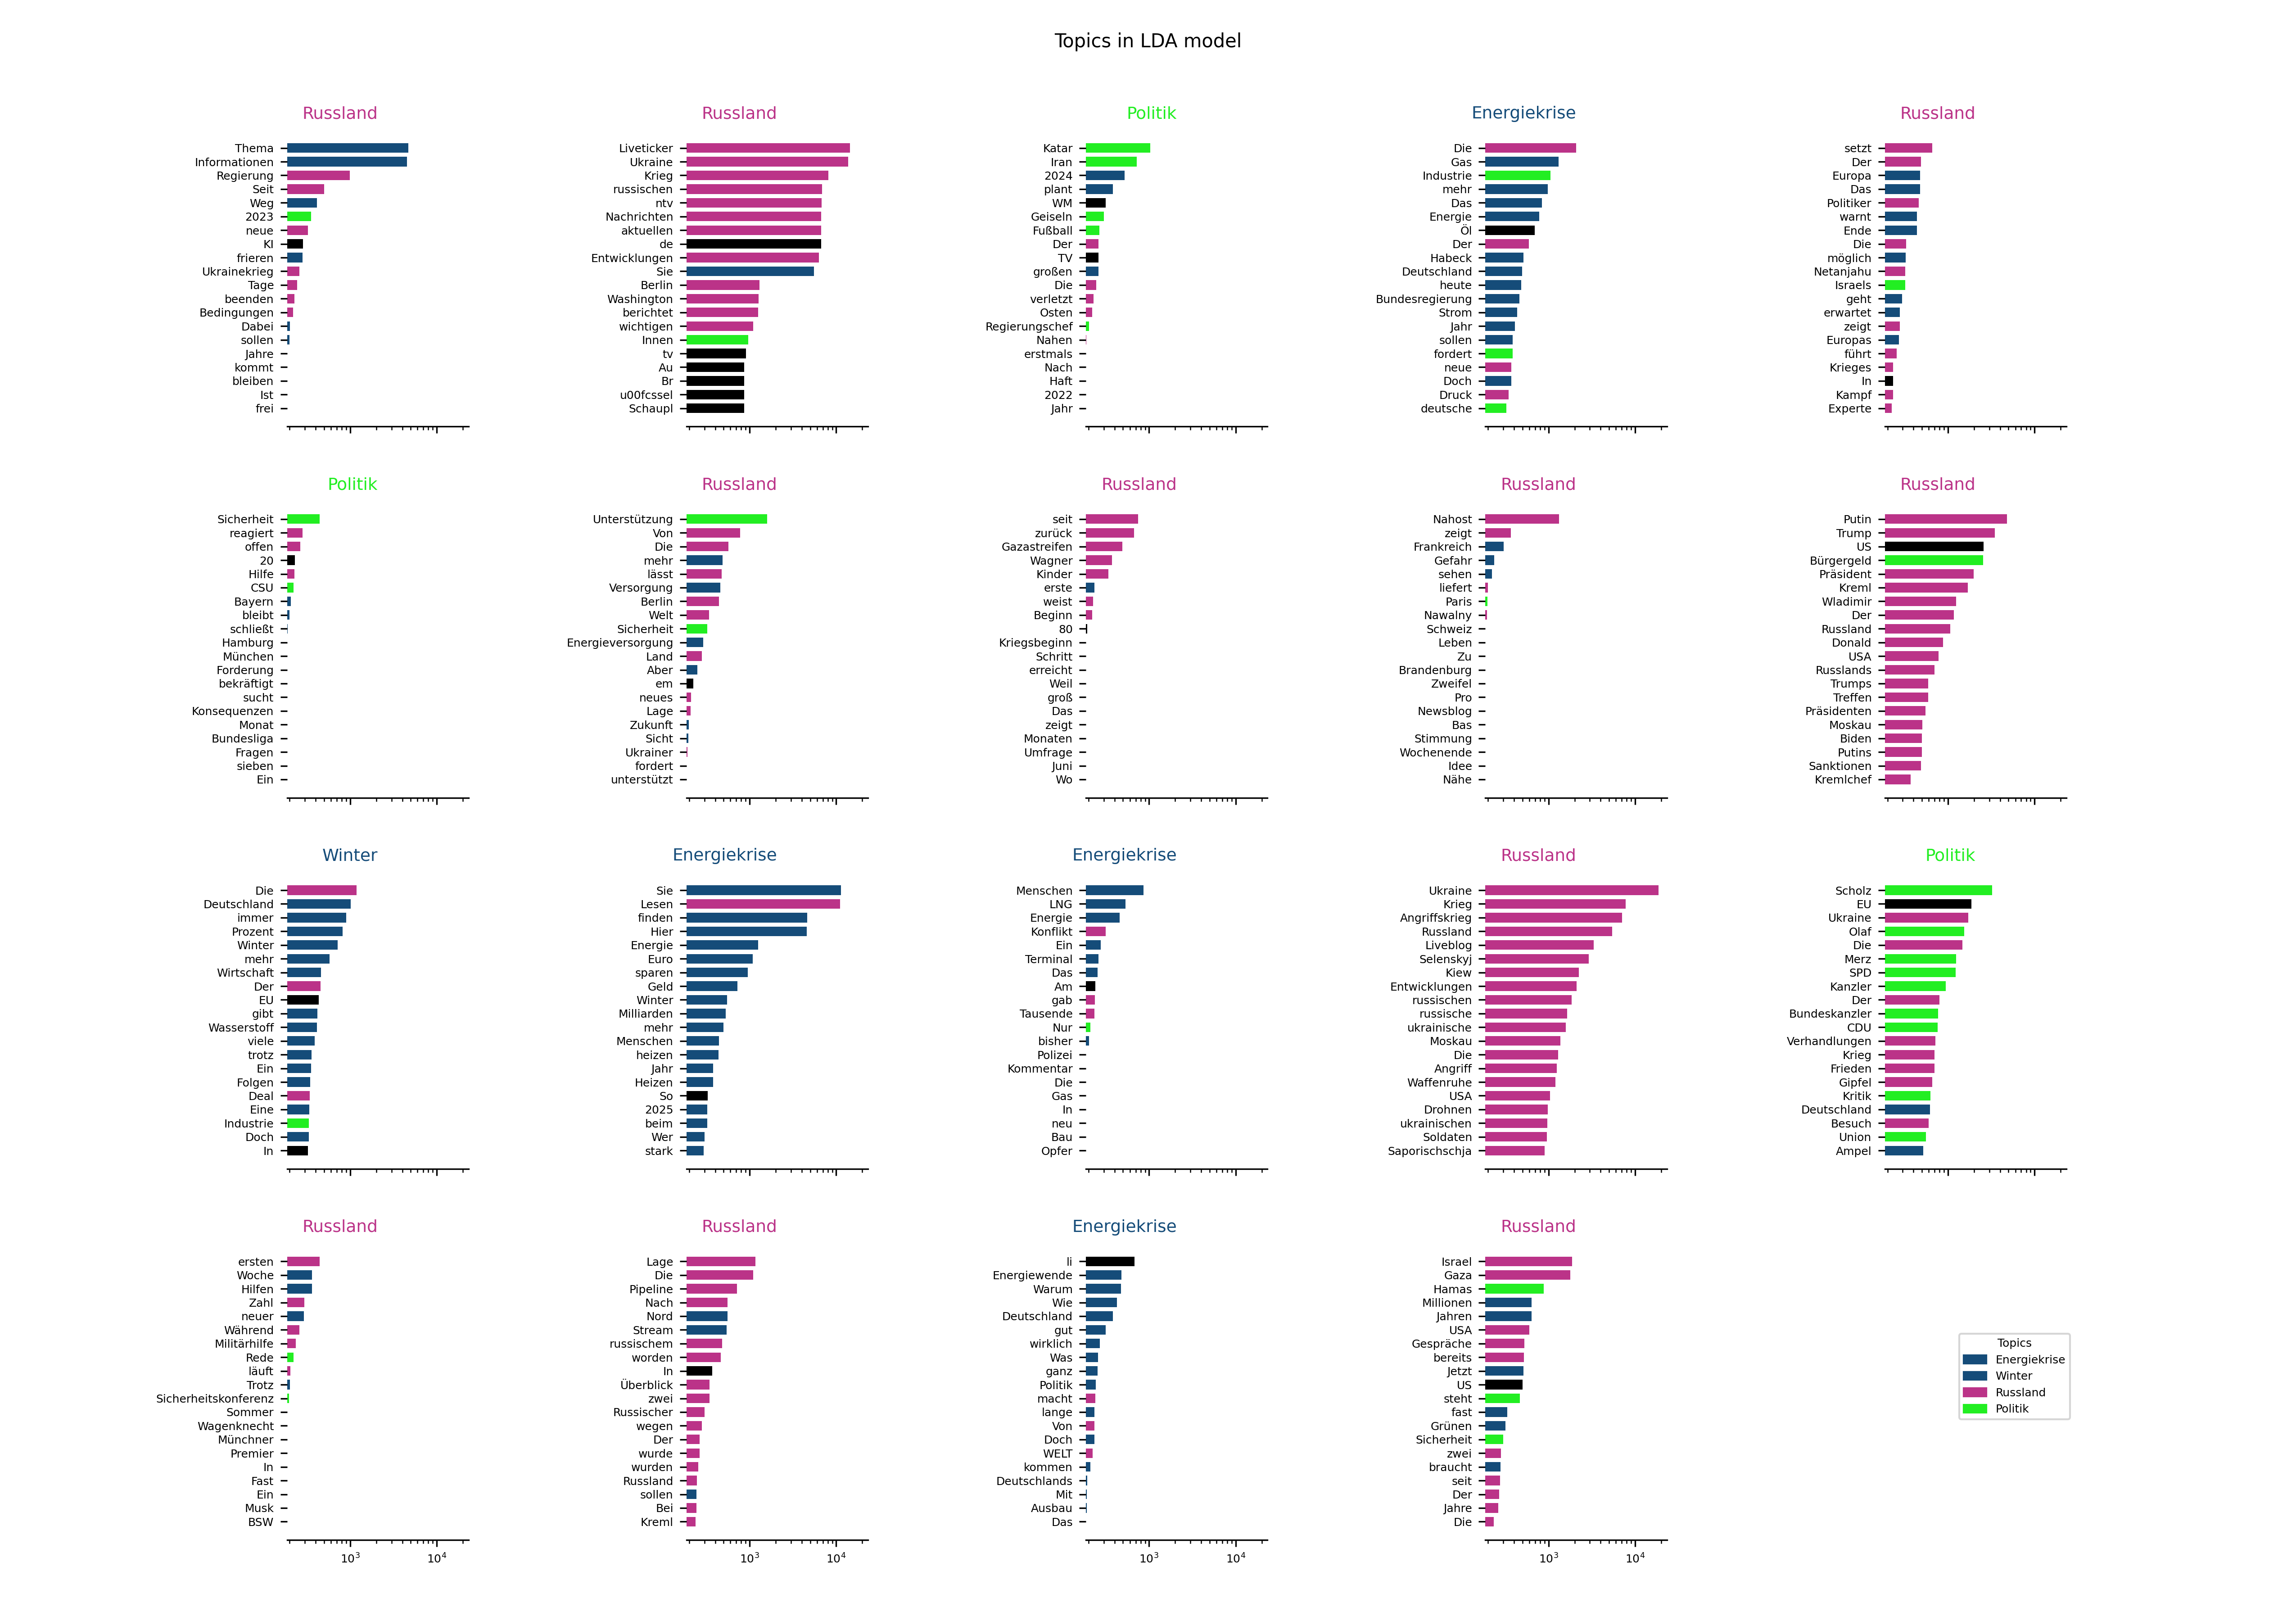 Topics in LDA model
Russland
Thema
Informationen
Regierung
Seit
Weg
2023
neue
KI
frieren
Ukrainekrieg
Tage
beenden
Bedingungen
Dabei
sollen
Jahre
kommt
bleiben
Ist
frei
Russland
Liveticker
Ukraine
Krieg
russischen
ntv
Nachrichten
aktuellen
de
Entwicklungen
Sie
Berlin
Washington
berichtet
wichtigen
Innen
tv
Au
Br
u00fcssel
Schaupl
Politik
Katar
Iran
2024
plant
WM
Geiseln
Fußball
Der
TV
großen
Die
verletzt
Osten
Regierungschef
Nahen
erstmals
Nach
Haft
2022
Jahr
Energiekrise
Die
Gas
Industrie
mehr
Das
Energie
Öl
Der
Habeck
Deutschland
heute
Bundesregierung
Strom
Jahr
sollen
fordert
neue
Doch
Druck
deutsche
Russland
setzt
Der
Europa
Das
Politiker
warnt
Ende
Die
möglich
Netanjahu
Israels
geht
erwartet
zeigt
Europas
führt
Krieges
In
Kampf
Experte
Politik
Sicherheit
reagiert
offen
20
Hilfe
CSU
Bayern
bleibt
schließt
Hamburg
München
Forderung
bekräftigt
sucht
Konsequenzen
Monat
Bundesliga
Fragen
sieben
Ein
Russland
Unterstützung
Von
Die
mehr
lässt
Versorgung
Berlin
Welt
Sicherheit
Energieversorgung
Land
Aber
em
neues
Lage
Zukunft
Sicht
Ukrainer
fordert
unterstützt
Russland
seit
zurück
Gazastreifen
Wagner
Kinder
erste
weist
Beginn
80
Kriegsbeginn
Schritt
erreicht
Weil
groß
Das
zeigt
Monaten
Umfrage
Juni
Wo
Russland
Nahost
zeigt
Frankreich
Gefahr
sehen
liefert
Paris
Nawalny
Schweiz
Leben
Zu
Brandenburg
Zweifel
Pro
Newsblog
Bas
Stimmung
Wochenende
Idee
Nähe
Russland
Putin
Trump
US
Bürgergeld
Präsident
Kreml
Wladimir
Der
Russland
Donald
USA
Russlands
Trumps
Treffen
Präsidenten
Moskau
Biden
Putins
Sanktionen
Kremlchef
Winter
Die
Deutschland
immer
Prozent
Winter
mehr
Wirtschaft
Der
EU
gibt
Wasserstoff
viele
trotz
Ein
Folgen
Deal
Eine
Industrie
Doch
In
Energiekrise
Sie
Lesen
finden
Hier
Energie
Euro
sparen
Geld
Winter
Milliarden
mehr
Menschen
heizen
Jahr
Heizen
So
2025
beim
Wer
stark
Energiekrise
Menschen
LNG
Energie
Konflikt
Ein
Terminal
Das
Am
gab
Tausende
Nur
bisher
Polizei
Kommentar
Die
Gas
In
neu
Bau
Opfer
Russland
Ukraine
Krieg
Angriffskrieg
Russland
Liveblog
Selenskyj
Kiew
Entwicklungen
russischen
russische
ukrainische
Moskau
Die
Angriff
Waffenruhe
USA
Drohnen
ukrainischen
Soldaten
Saporischschja
Politik
Scholz
EU
Ukraine
Olaf
Die
Merz
SPD
Kanzler
Der
Bundeskanzler
CDU
Verhandlungen
Krieg
Frieden
Gipfel
Kritik
Deutschland
Besuch
Union
Ampel
Russland
ersten
Woche
Hilfen
Zahl
neuer
Während
Militärhilfe
Rede
läuft
Trotz
Sicherheitskonferenz
Sommer
Wagenknecht
Münchner
Premier
In
Fast
Ein
Musk
BSW
10³
10⁴
Russland
Lage
Die
Pipeline
Nach
Nord
Stream
russischem
worden
In
Überblick
zwei
Russischer
wegen
Der
wurde
wurden
Russland
sollen
Bei
Kreml
10³
10⁴
Energiekrise
li
Energiewende
Warum
Wie
Deutschland
gut
wirklich
Was
ganz
Politik
macht
lange
Von
Doch
WELT
kommen
Deutschlands
Mit
Ausbau
Das
10³
10⁴
Russland
Israel
Gaza
Hamas
Millionen
Jahren
USA
Gespräche
bereits
Jetzt
US
steht
fast
Grünen
Sicherheit
zwei
braucht
seit
Der
Jahre
Die
10³
10⁴
Topics
Energiekrise
Winter
Russland
Politik